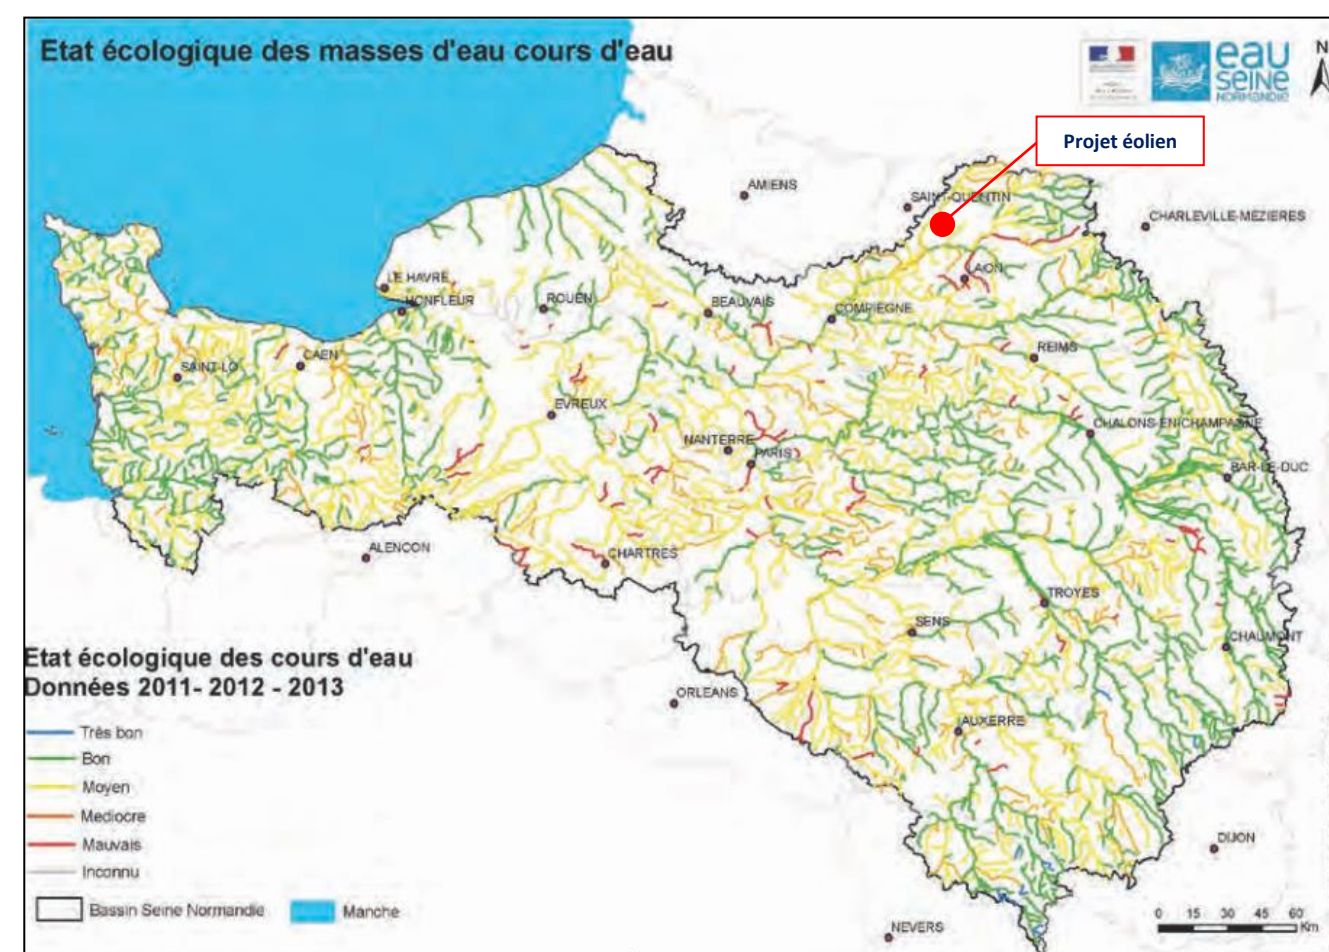 Etat écologique des masses d'eau cours d'eau
eau
SEINE
NORMANDIE
N
Projet éolien
AMIENS
SAINT-QUENTIN
CHARLEVILLE-MEZIERES
LAON
LE HAVRE
HONFLEUR
ROUEN
BEAUVAIS
COMPIEGNE
REIMS
SAINT-LO
CAEN
EVREUX
NANTERRE
PARIS
CHALONS-EN-CHAMPAGNE
BAR-LE-DUC
ALENCON
CHARTRES
TROYES
SENS
CHAUMONT
ORLEANS
AUXERRE
DIJON
NEVERS
Etat écologique des cours d'eau
Données 2011- 2012 - 2013
Très bon
Bon
Moyen
Mediocre
Mauvais
Inconnu
Bassin Seine Normandie
Manche
0 15 30 45 60
Km